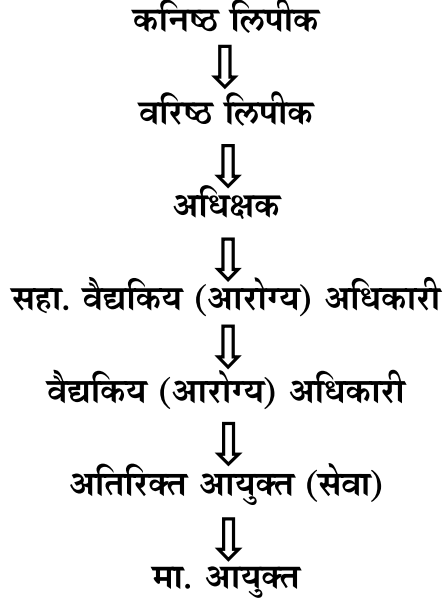 कनिष्ठ लिपीक
वरिष्ठ लिपीक
अधिक्षक
सहा. वैद्यकिय (आरोग्य) अधिकारी
वैद्यकिय (आरोग्य) अधिकारी
अतिरिक्त आयुक्त (सेवा)
मा. आयुक्त